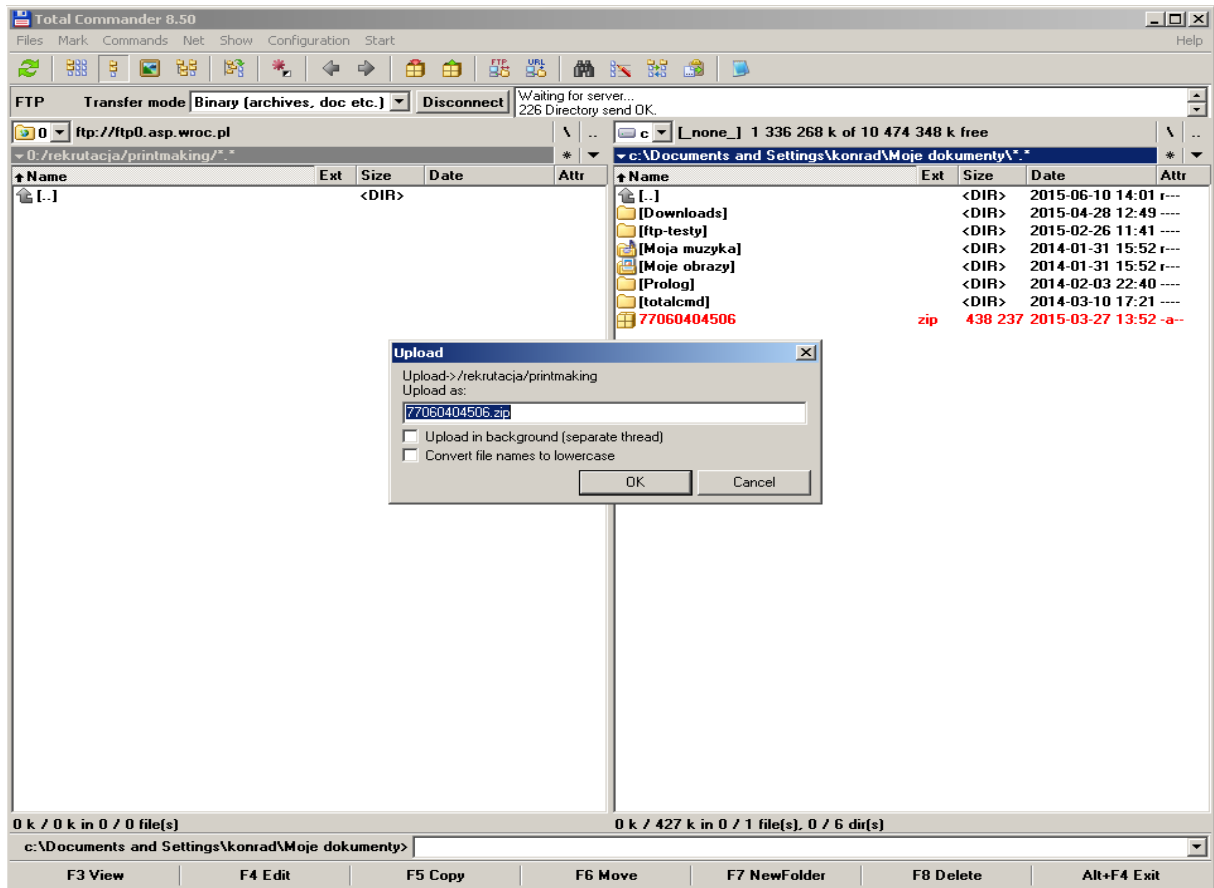 Total Commander 8.50
Files Mark Commands Net Show Configuration Start Help
FTP
URL
FTP Transfer mode Binary (archives, doc etc.) Disconnect Waiting for server...
226 Directory send OK.
0 ftp://ftp0.asp.wroc.pl \ ..
0:/rekrutacja/printmaking/*.* *
Name Ext Size Date Attr
[..] <DIR>
c [_none_] 1 336 268 k of 10 474 348 k free \ ..
c:\Documents and Settings\konrad\Moje dokumenty\*.* *
Name Ext Size Date Attr
[..] <DIR> 2015-06-10 14:01 r---
[Downloads] <DIR> 2015-04-28 12:49 ----
[ftp-testy] <DIR> 2015-02-26 11:41 ----
[Moja muzyka] <DIR> 2014-01-31 15:52 r---
[Moje obrazy] <DIR> 2014-01-31 15:52 r---
[Prolog] <DIR> 2014-02-03 22:40 ----
[totalcmd] <DIR> 2014-03-10 17:21 ----
77060404506 zip 438 237 2015-03-27 13:52 -a--
Upload
Upload->/rekrutacja/printmaking
Upload as:
77060404506.zip
Upload in background (separate thread)
Convert file names to lowercase
OK Cancel
0 k / 0 k in 0 / 0 file(s)
0 k / 427 k in 0 / 1 file(s), 0 / 6 dir(s)
c:\Documents and Settings\konrad\Moje dokumenty>
F3 View F4 Edit F5 Copy F6 Move F7 NewFolder F8 Delete Alt+F4 Exit